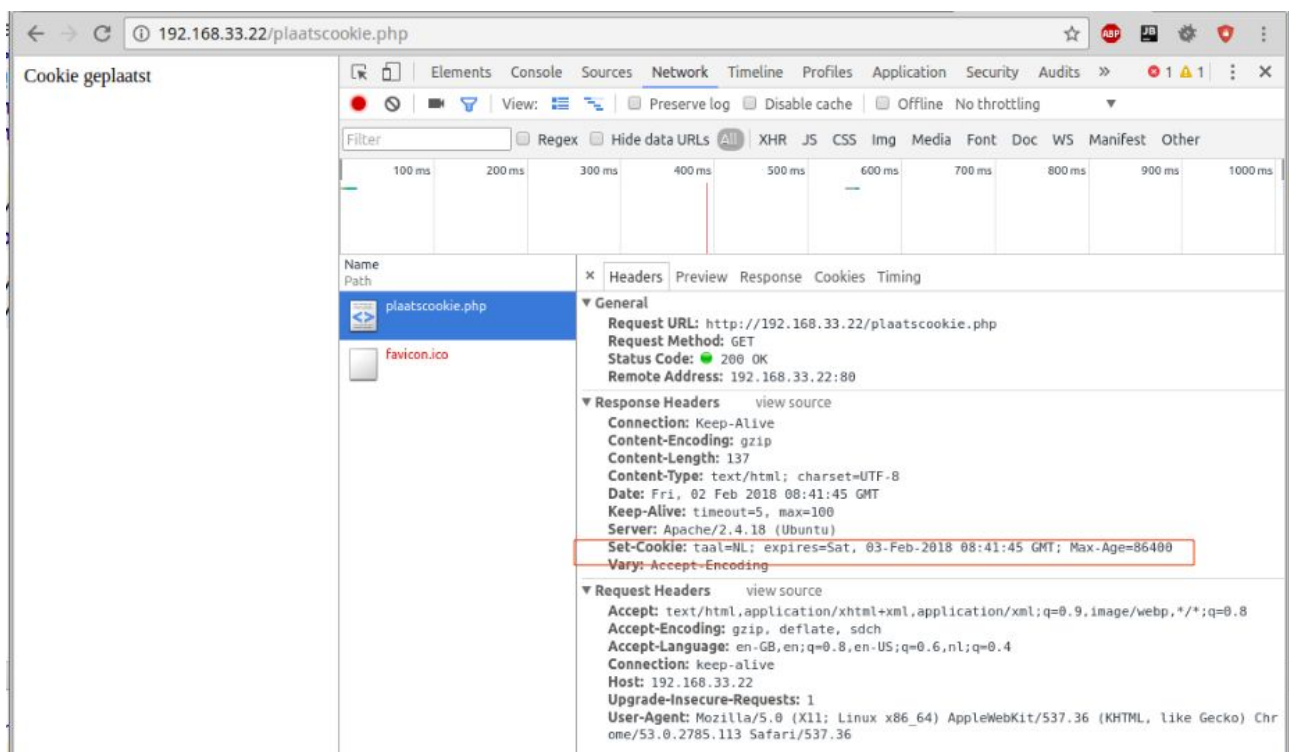 192.168.33.22/plaatscookie.php
ABP JB
Cookie geplaatst
Elements Console Sources Network Timeline Profiles Application Security Audits » 1 1
View: Preserve log Disable cache Offline No throttling
Filter Regex Hide data URLs All XHR JS CSS Img Media Font Doc WS Manifest Other
100 ms 200 ms 300 ms 400 ms 500 ms 600 ms 700 ms 800 ms 900 ms 1000 ms
Name
Path
plaatscookie.php
favicon.ico
× Headers Preview Response Cookies Timing
▼ General
Request URL: http://192.168.33.22/plaatscookie.php
Request Method: GET
Status Code: 200 OK
Remote Address: 192.168.33.22:80
▼ Response Headers view source
Connection: Keep-Alive
Content-Encoding: gzip
Content-Length: 137
Content-Type: text/html; charset=UTF-8
Date: Fri, 02 Feb 2018 08:41:45 GMT
Keep-Alive: timeout=5, max=100
Server: Apache/2.4.18 (Ubuntu)
Set-Cookie: taal=NL; expires=Sat, 03-Feb-2018 08:41:45 GMT; Max-Age=86400
Vary: Accept-Encoding
▼ Request Headers view source
Accept: text/html,application/xhtml+xml,application/xml;q=0.9,image/webp,*/*;q=0.8
Accept-Encoding: gzip, deflate, sdch
Accept-Language: en-GB,en;q=0.8,en-US;q=0.6,nl;q=0.4
Connection: keep-alive
Host: 192.168.33.22
Upgrade-Insecure-Requests: 1
User-Agent: Mozilla/5.0 (X11; Linux x86_64) AppleWebKit/537.36 (KHTML, like Gecko) Chr
ome/53.0.2785.113 Safari/537.36